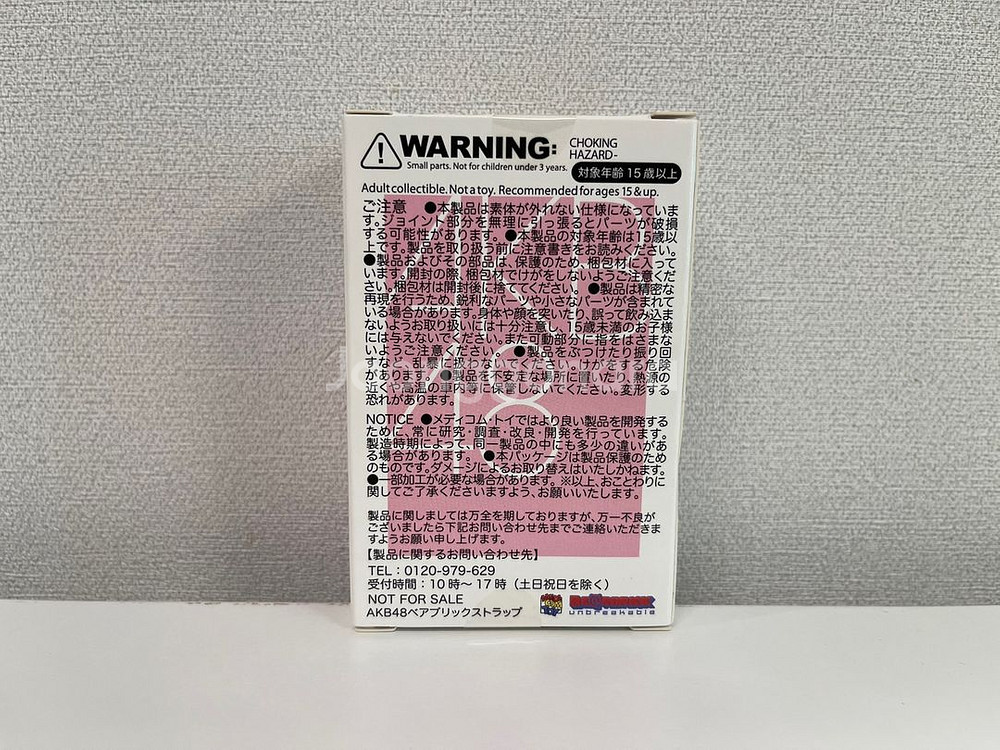 WARNING:
CHOKING
HAZARD-
Small parts. Not for children under 3 years.
対象年齢 15 歳以上
Adult collectible. Not a toy. Recommended for ages 15 & up.
ご注意 ●本製品は素体が外れない仕様になっていま
す。ジョイント部分を無理に引っ張るとパーツが破損
する可能性があります。●本製品の対象年齢は15歳以
上です。製品を取り扱う前に注意書きをお読みください。
●製品およびその部品は、保護のため、梱包材に入って
います。開封の際、梱包材でけがをしないようご注意くだ
さい。梱包材は開封後に捨ててください。●製品は精密な
再現を行うため、鋭利なパーツや小さなパーツが含まれて
いる場合があります。身体や顔を突いたり、誤って飲み込ま
ないようお取り扱いには十分注意し、15歳未満のお子様
には与えないでください。また可動部分に指をはさまな
いようご注意ください。●製品をぶつけたり振り回
すなど、乱暴に扱わないでください。けがをする危険
があります。●製品を不安定な場所に置いたり、熱源の
近くや高温の車内等に保管しないでください。変形する
恐れがあります。
NOTICE ●メディコム・トイではより良い製品を開発する
ために、常に研究・調査・改良・開発を行っています。
製造時期によって、同一製品の中にも多少の違いがあ
る場合があります。●本パッケージは製品保護のため
のものです。ダメージによるお取り替えはいたしかねます。
●一部加工が必要な場合があります。※以上、おことわりに
関してご了承くださいますよう、お願いいたします。
製品に関しましては万全を期しておりますが、万一不良が
ございましたら下記お問い合わせ先までご連絡いただきま
すようお願い申し上げます。
【製品に関するお問い合わせ先】
TEL：0120-979-629
受付時間：10時〜17時（土日祝日を除く）
NOT FOR SALE
AKB48ベアブリックストラップ
BE@RBRICK
unbreakable
AKB
48